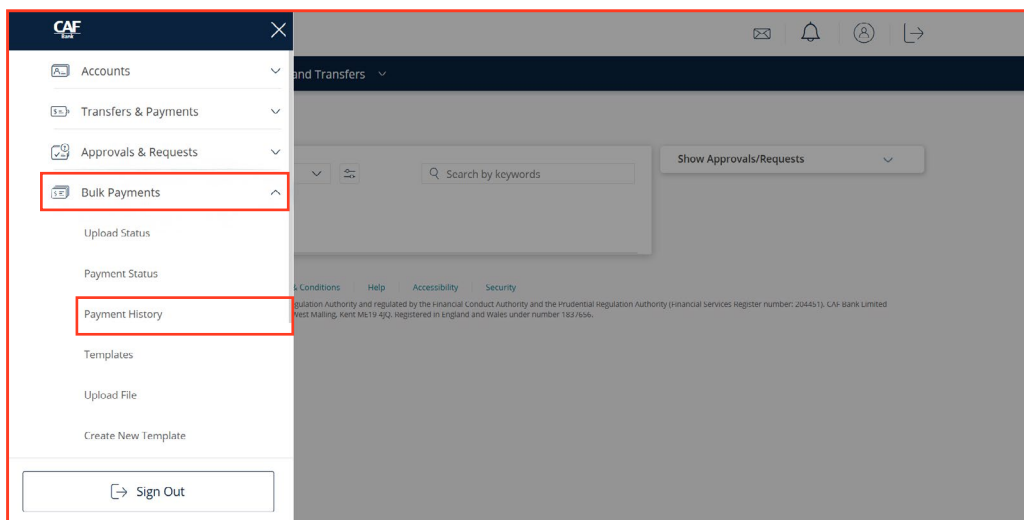 CAF
Bank
Accounts
and Transfers
Transfers & Payments
Approvals & Requests
Show Approvals/Requests
Search by keywords
Bulk Payments
Upload Status
Payment Status
& Conditions Help Accessibility Security
gulation Authority and regulated by the Financial Conduct Authority and the Prudential Regulation Authority (Financial Services Register number: 204451). CAF Bank Limited
West Malling, Kent ME19 4JQ. Registered in England and Wales under number 1837656.
Payment History
Templates
Upload File
Create New Template
Sign Out